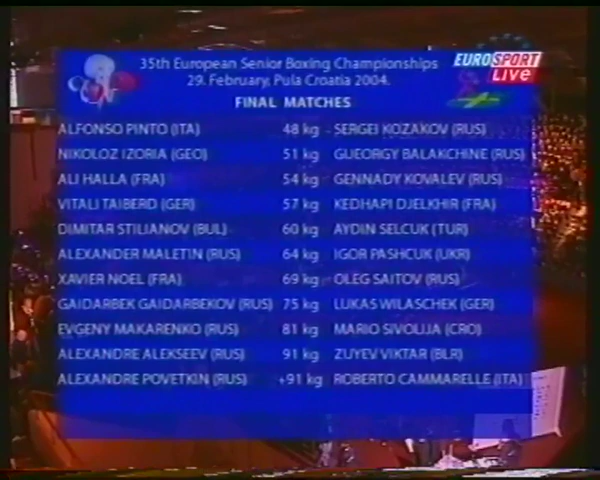 35th European Senior Boxing Championships
29. February, Pula Croatia 2004.
EUROSPORT
LIVE
FINAL MATCHES
ALFONSO PINTO (ITA) 48 kg - SERGEI KOZAKOV (RUS)
NIKOLOZ IZORIA (GEO) 51 kg GUEORGY BALAKCHINE (RUS)
ALI HALLA (FRA) 54 kg GENNADY KOVALEV (RUS)
VITALI TAIBERD (GER) 57 kg KEDHAPI DJELKHIR (FRA)
DIMITAR STILIANOV (BUL) 60 kg AYDIN SELCUK (TUR)
ALEXANDER MALETIN (RUS) 64 kg IGOR PASHCUK (UKR)
XAVIER NOEL (FRA) 69 kg OLEG SAITOV (RUS)
GAIDARBEK GAIDARBEKOV (RUS) 75 kg LUKAS WILASCHEK (GER)
EVGENY MAKARENKO (RUS) 81 kg MARIO SIVOLIJA (CRO)
ALEXANDRE ALEKSEEV (RUS) 91 kg ZUYEV VIKTAR (BLR)
ALEXANDRE POVETKIN (RUS) +91 kg ROBERTO CAMMARELLE (ITA)